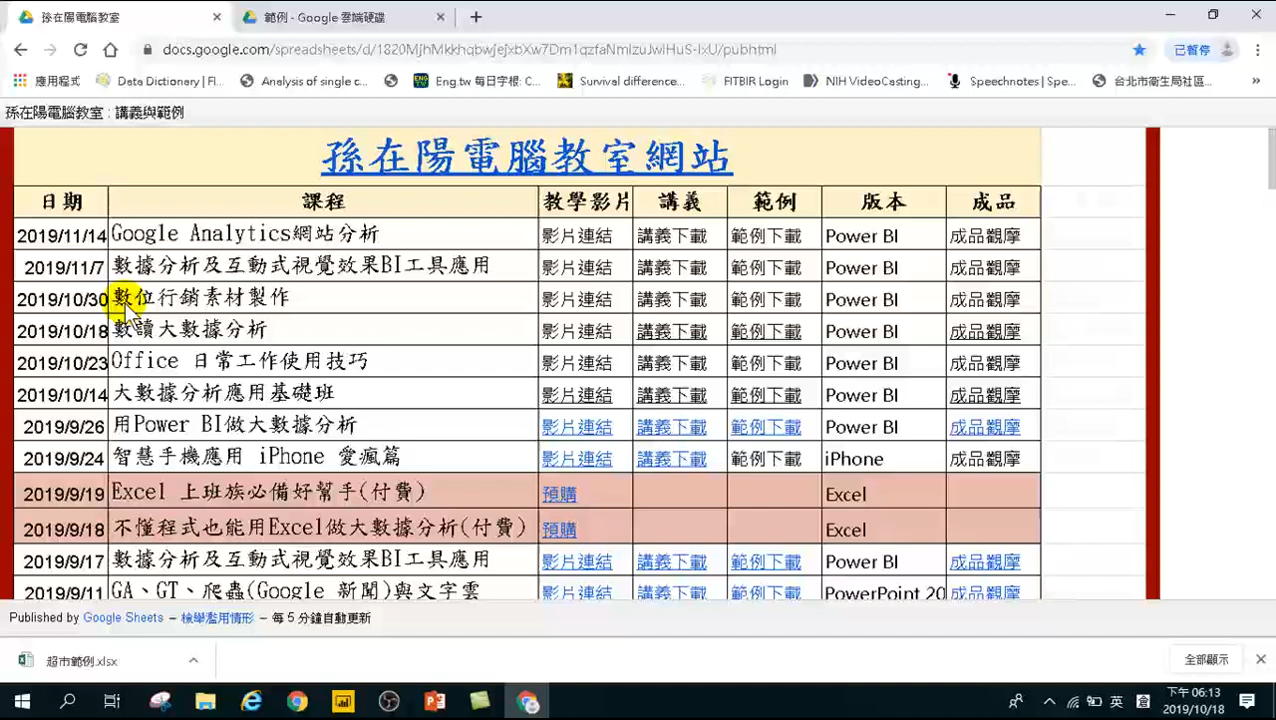 孫在陽電腦教室
範例 - Google 雲端硬碟
docs.google.com/spreadsheets/d/1820MjhMkkhqbwjejxbXw7Dm1qzfaNmIzuJwiHuS-IxU/pubhtml
已暫停
應用程式 Data Dictionary | Fl... Analysis of single c... Eng.tw 每日字根: C... Survival difference... FITBIR Login NIH VideoCasting... Speechnotes | Spe... 台北市衛生局社區... »
孫在陽電腦教室 : 講義與範例
孫在陽電腦教室網站
日期 課程 教學影片 講義 範例 版本 成品
2019/11/14 Google Analytics網站分析 影片連結 講義下載 範例下載 Power BI 成品觀摩
2019/11/7 數據分析及互動式視覺效果BI工具應用 影片連結 講義下載 範例下載 Power BI 成品觀摩
2019/10/30 數位行銷素材製作 影片連結 講義下載 範例下載 Power BI 成品觀摩
2019/10/18 數讀大數據分析 影片連結 講義下載 範例下載 Power BI 成品觀摩
2019/10/23 Office 日常工作使用技巧 影片連結 講義下載 範例下載 Power BI 成品觀摩
2019/10/14 大數據分析應用基礎班 影片連結 講義下載 範例下載 Power BI 成品觀摩
2019/9/26 用Power BI做大數據分析 影片連結 講義下載 範例下載 Power BI 成品觀摩
2019/9/24 智慧手機應用 iPhone 愛瘋篇 影片連結 講義下載 範例下載 iPhone 成品觀摩
2019/9/19 Excel 上班族必備好幫手(付費) 預購 Excel
2019/9/18 不懂程式也能用Excel做大數據分析(付費) 預購 Excel
2019/9/17 數據分析及互動式視覺效果BI工具應用 影片連結 講義下載 範例下載 Power BI 成品觀摩
2019/9/11 GA、GT、爬蟲(Google 新聞)與文字雲 影片連結 講義下載 範例下載 PowerPoint 20 成品觀摩
Published by Google Sheets – 檢舉濫用情形 – 每 5 分鐘自動更新
超市範例.xlsx
全部顯示
英
下午 06:13
2019/10/18